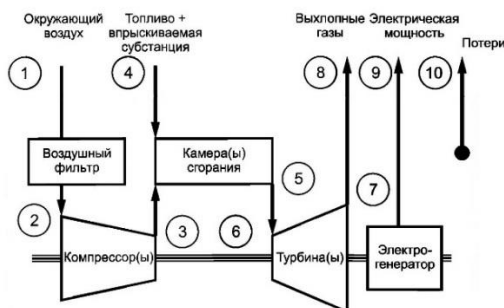 Окружающий
воздух
Топливо +
впрыскиваемая
субстанция
Выхлопные
газы
Электрическая
мощность
Потери
1
4
8
9
10
Воздушный
фильтр
Камера(ы)
сгорания
5
7
2
3
6
Компрессор(ы)
Турбина(ы)
Электро-
генератор